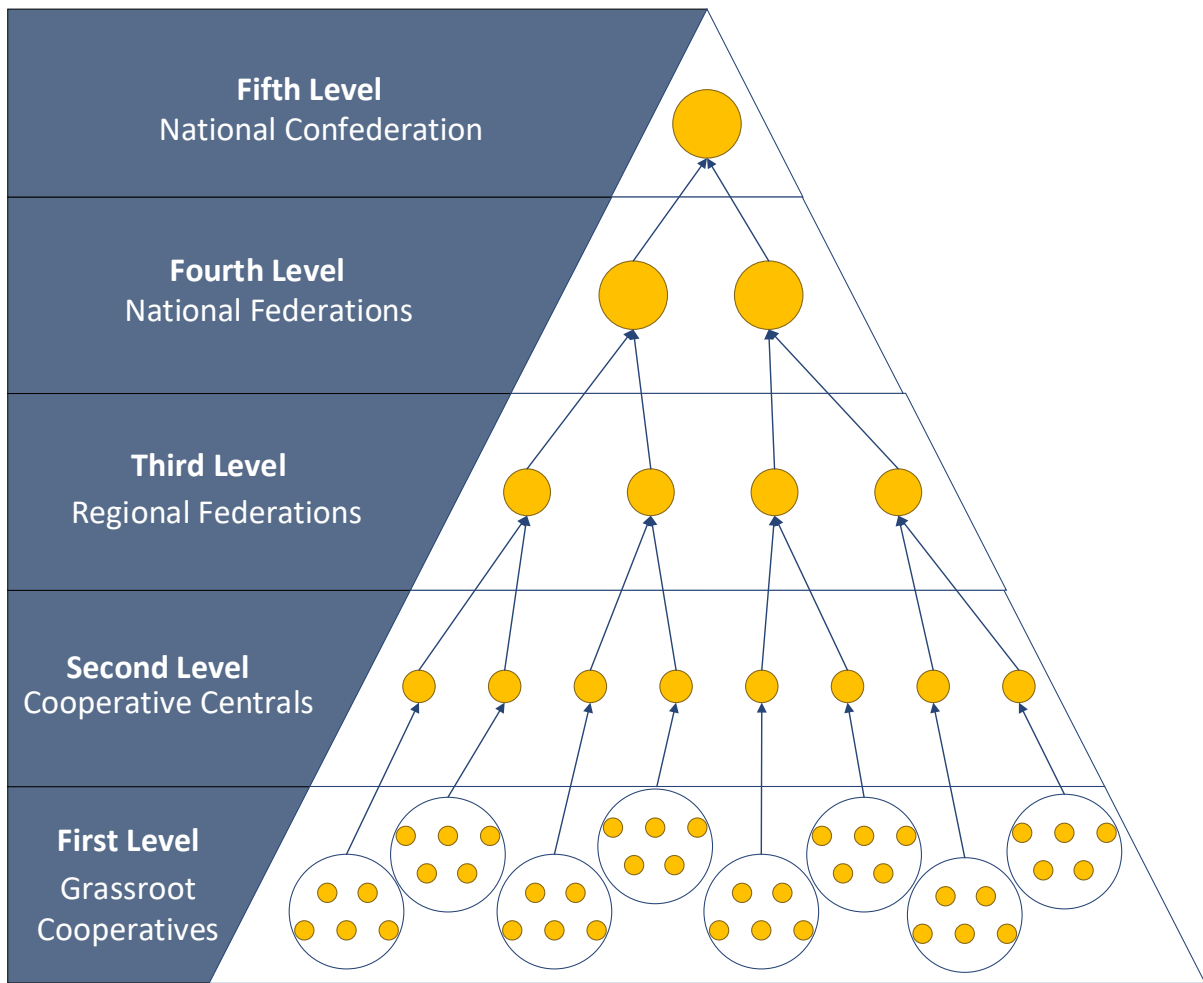 Fifth Level
National Confederation
Fourth Level
National Federations
Third Level
Regional Federations
Second Level
Cooperative Centrals
First Level
Grassroot
Cooperatives